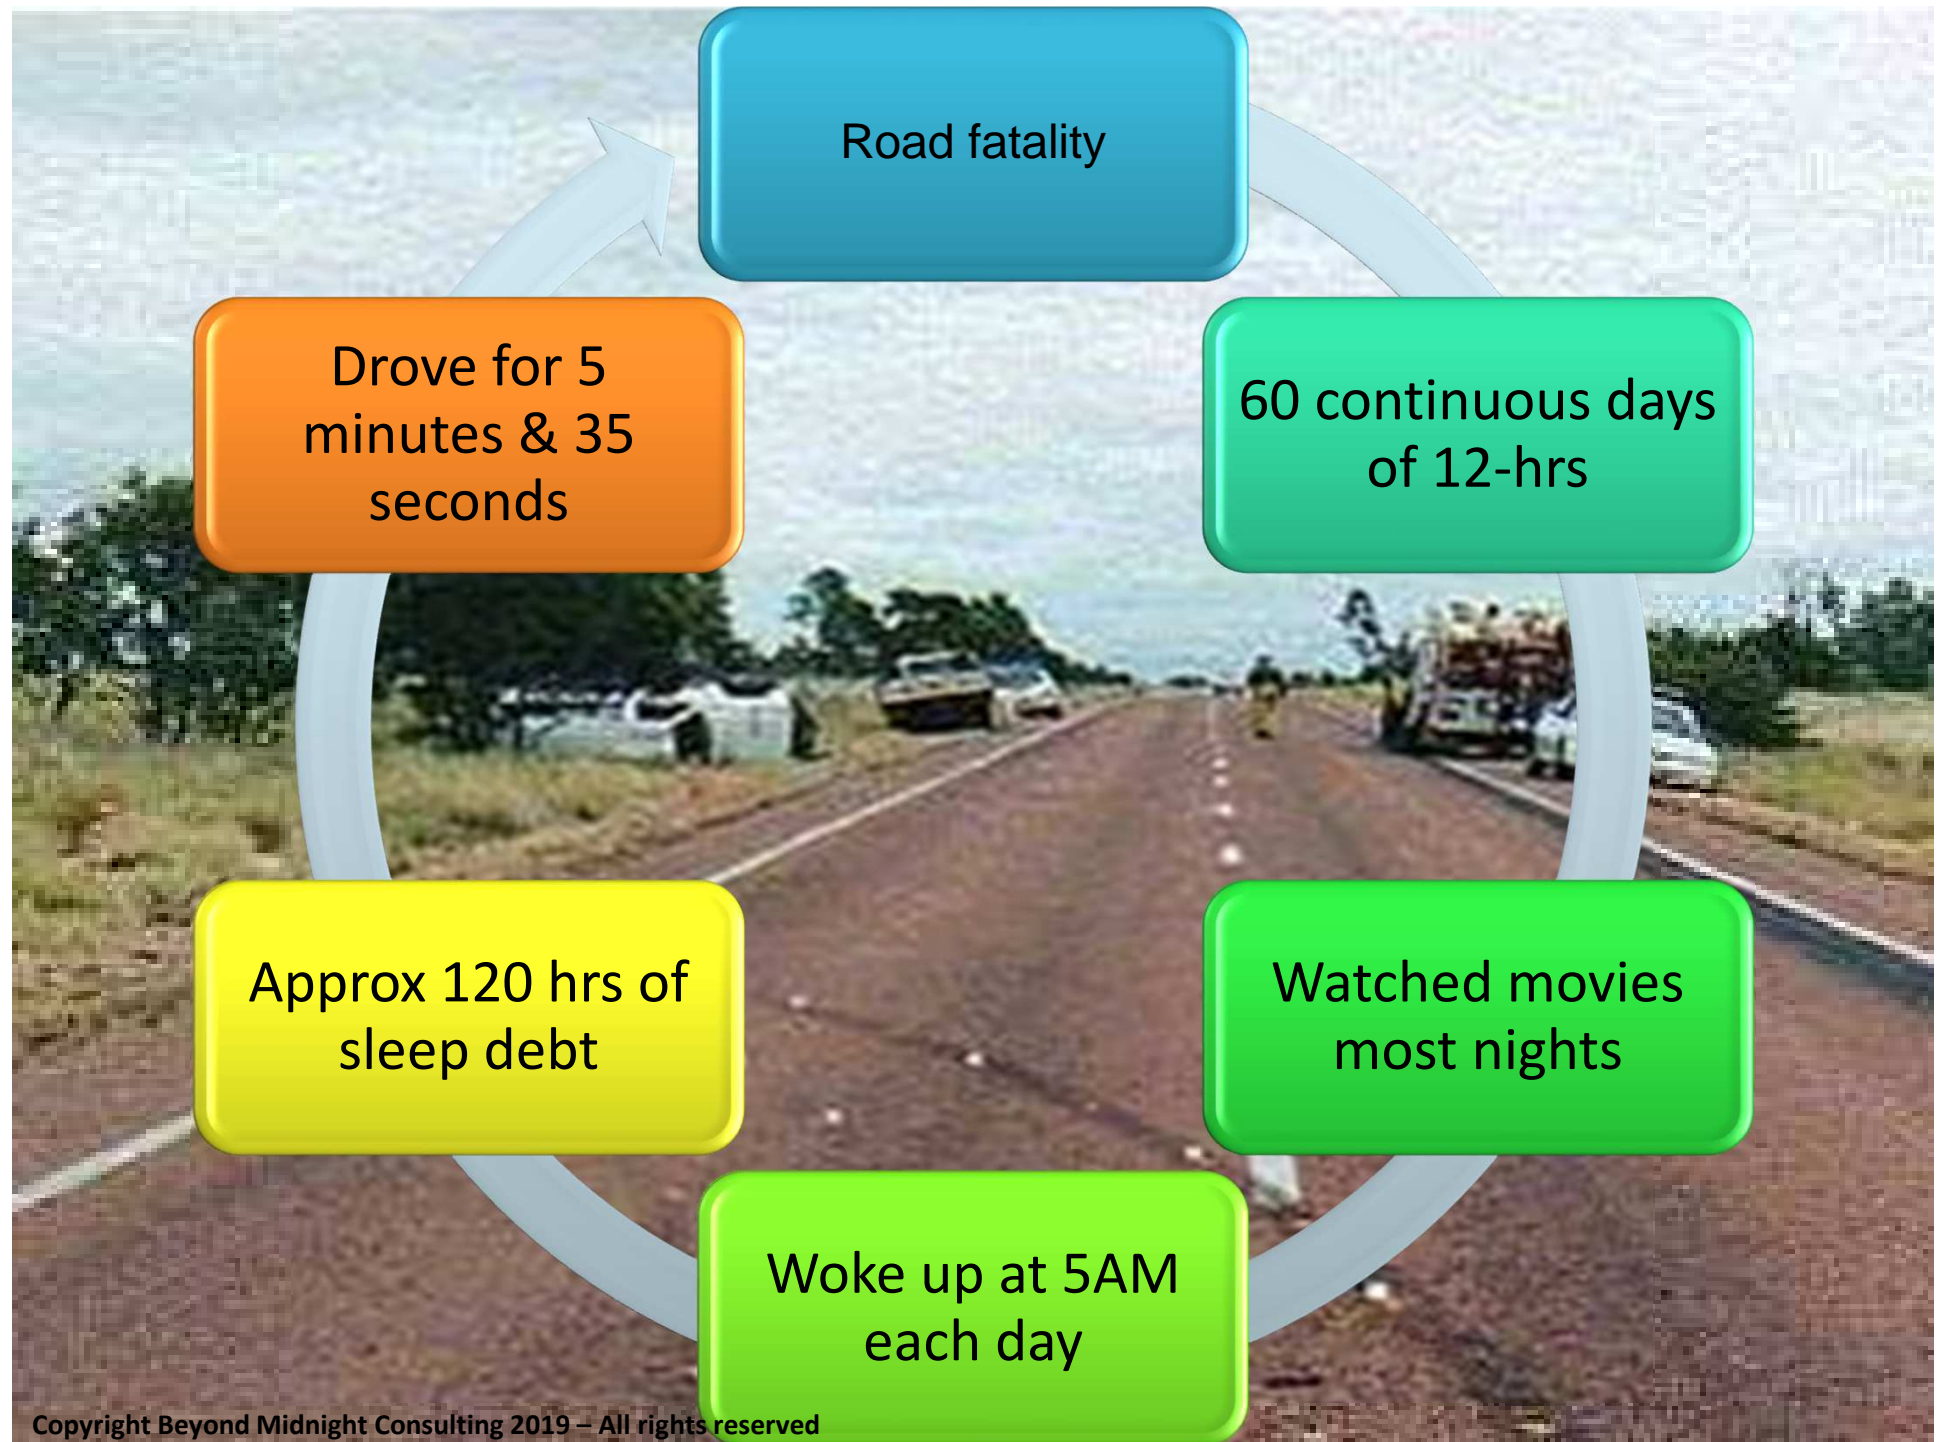 Road fatality
60 continuous days
of 12-hrs
Watched movies
most nights
Woke up at 5AM
each day
Approx 120 hrs of
sleep debt
Drove for 5
minutes & 35
seconds
Copyright Beyond Midnight Consulting 2019 – All rights reserved